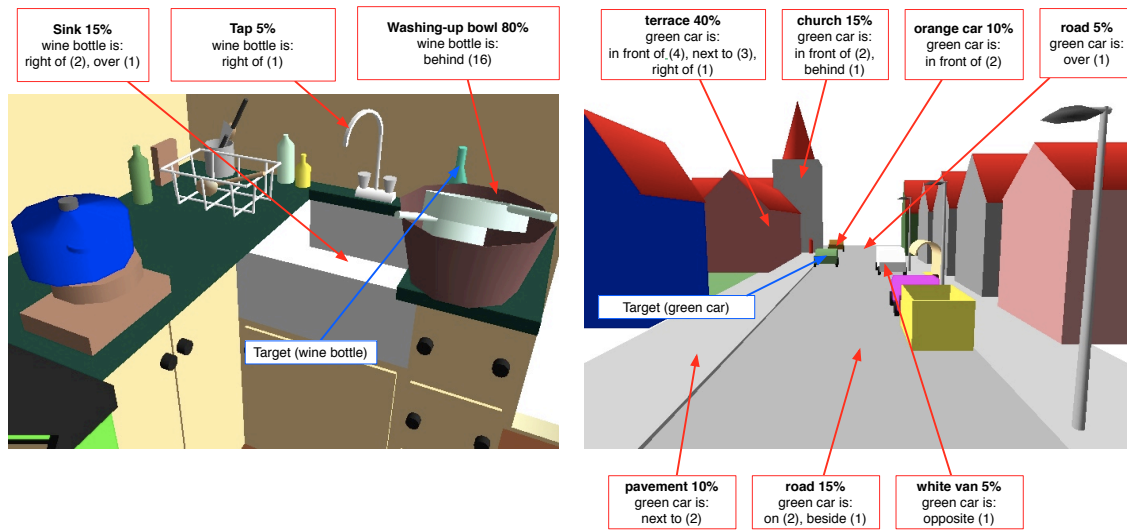 Sink 15%
wine bottle is:
right of (2), over (1)
Tap 5%
wine bottle is:
right of (1)
Washing-up bowl 80%
wine bottle is:
behind (16)
Target (wine bottle)
terrace 40%
green car is:
in front of (4), next to (3),
right of (1)
church 15%
green car is:
in front of (2),
behind (1)
orange car 10%
green car is:
in front of (2)
road 5%
green car is:
over (1)
Target (green car)
pavement 10%
green car is:
next to (2)
road 15%
green car is:
on (2), beside (1)
white van 5%
green car is:
opposite (1)